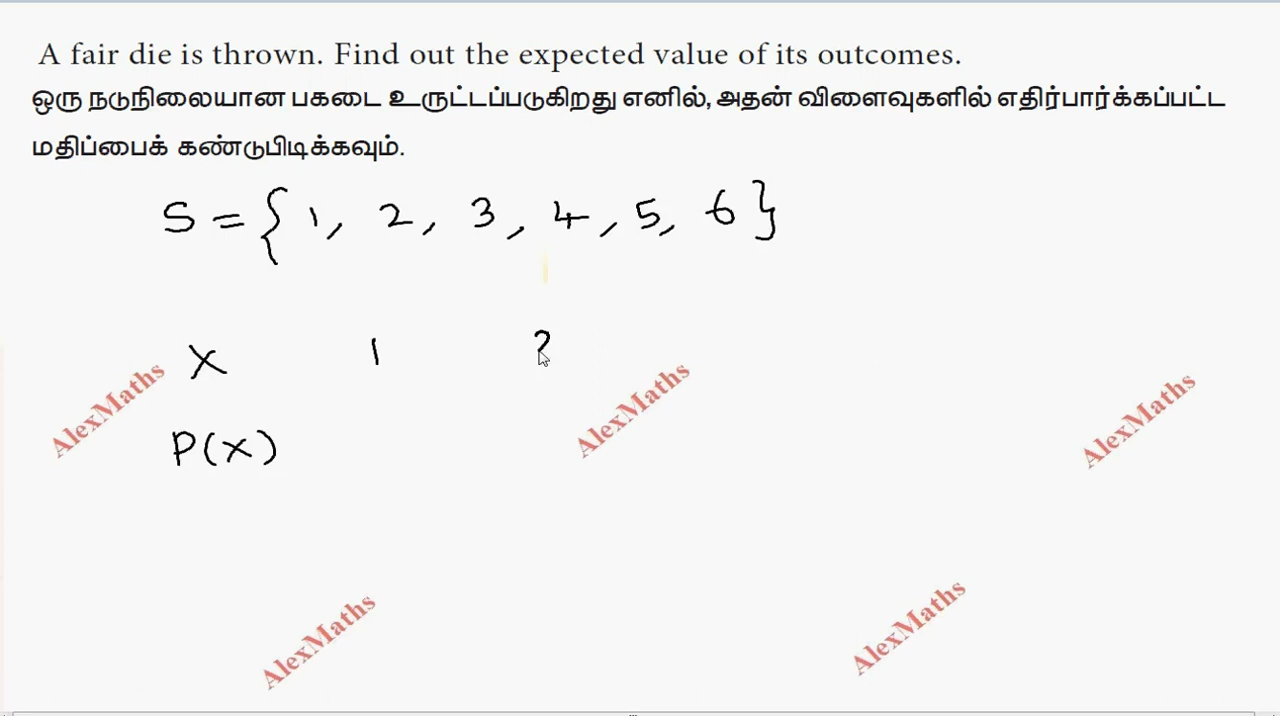 A fair die is thrown. Find out the expected value of its outcomes.
ஒரு நடுநிலையான பகடை உருட்டப்படுகிறது எனில், அதன் விளைவுகளில் எதிர்பார்க்கப்பட்ட
மதிப்பைக் கண்டுபிடிக்கவும்.
S = { 1, 2, 3, 4, 5, 6 }
X 1 2
AlexMaths AlexMaths AlexMaths
P(X)
AlexMaths AlexMaths